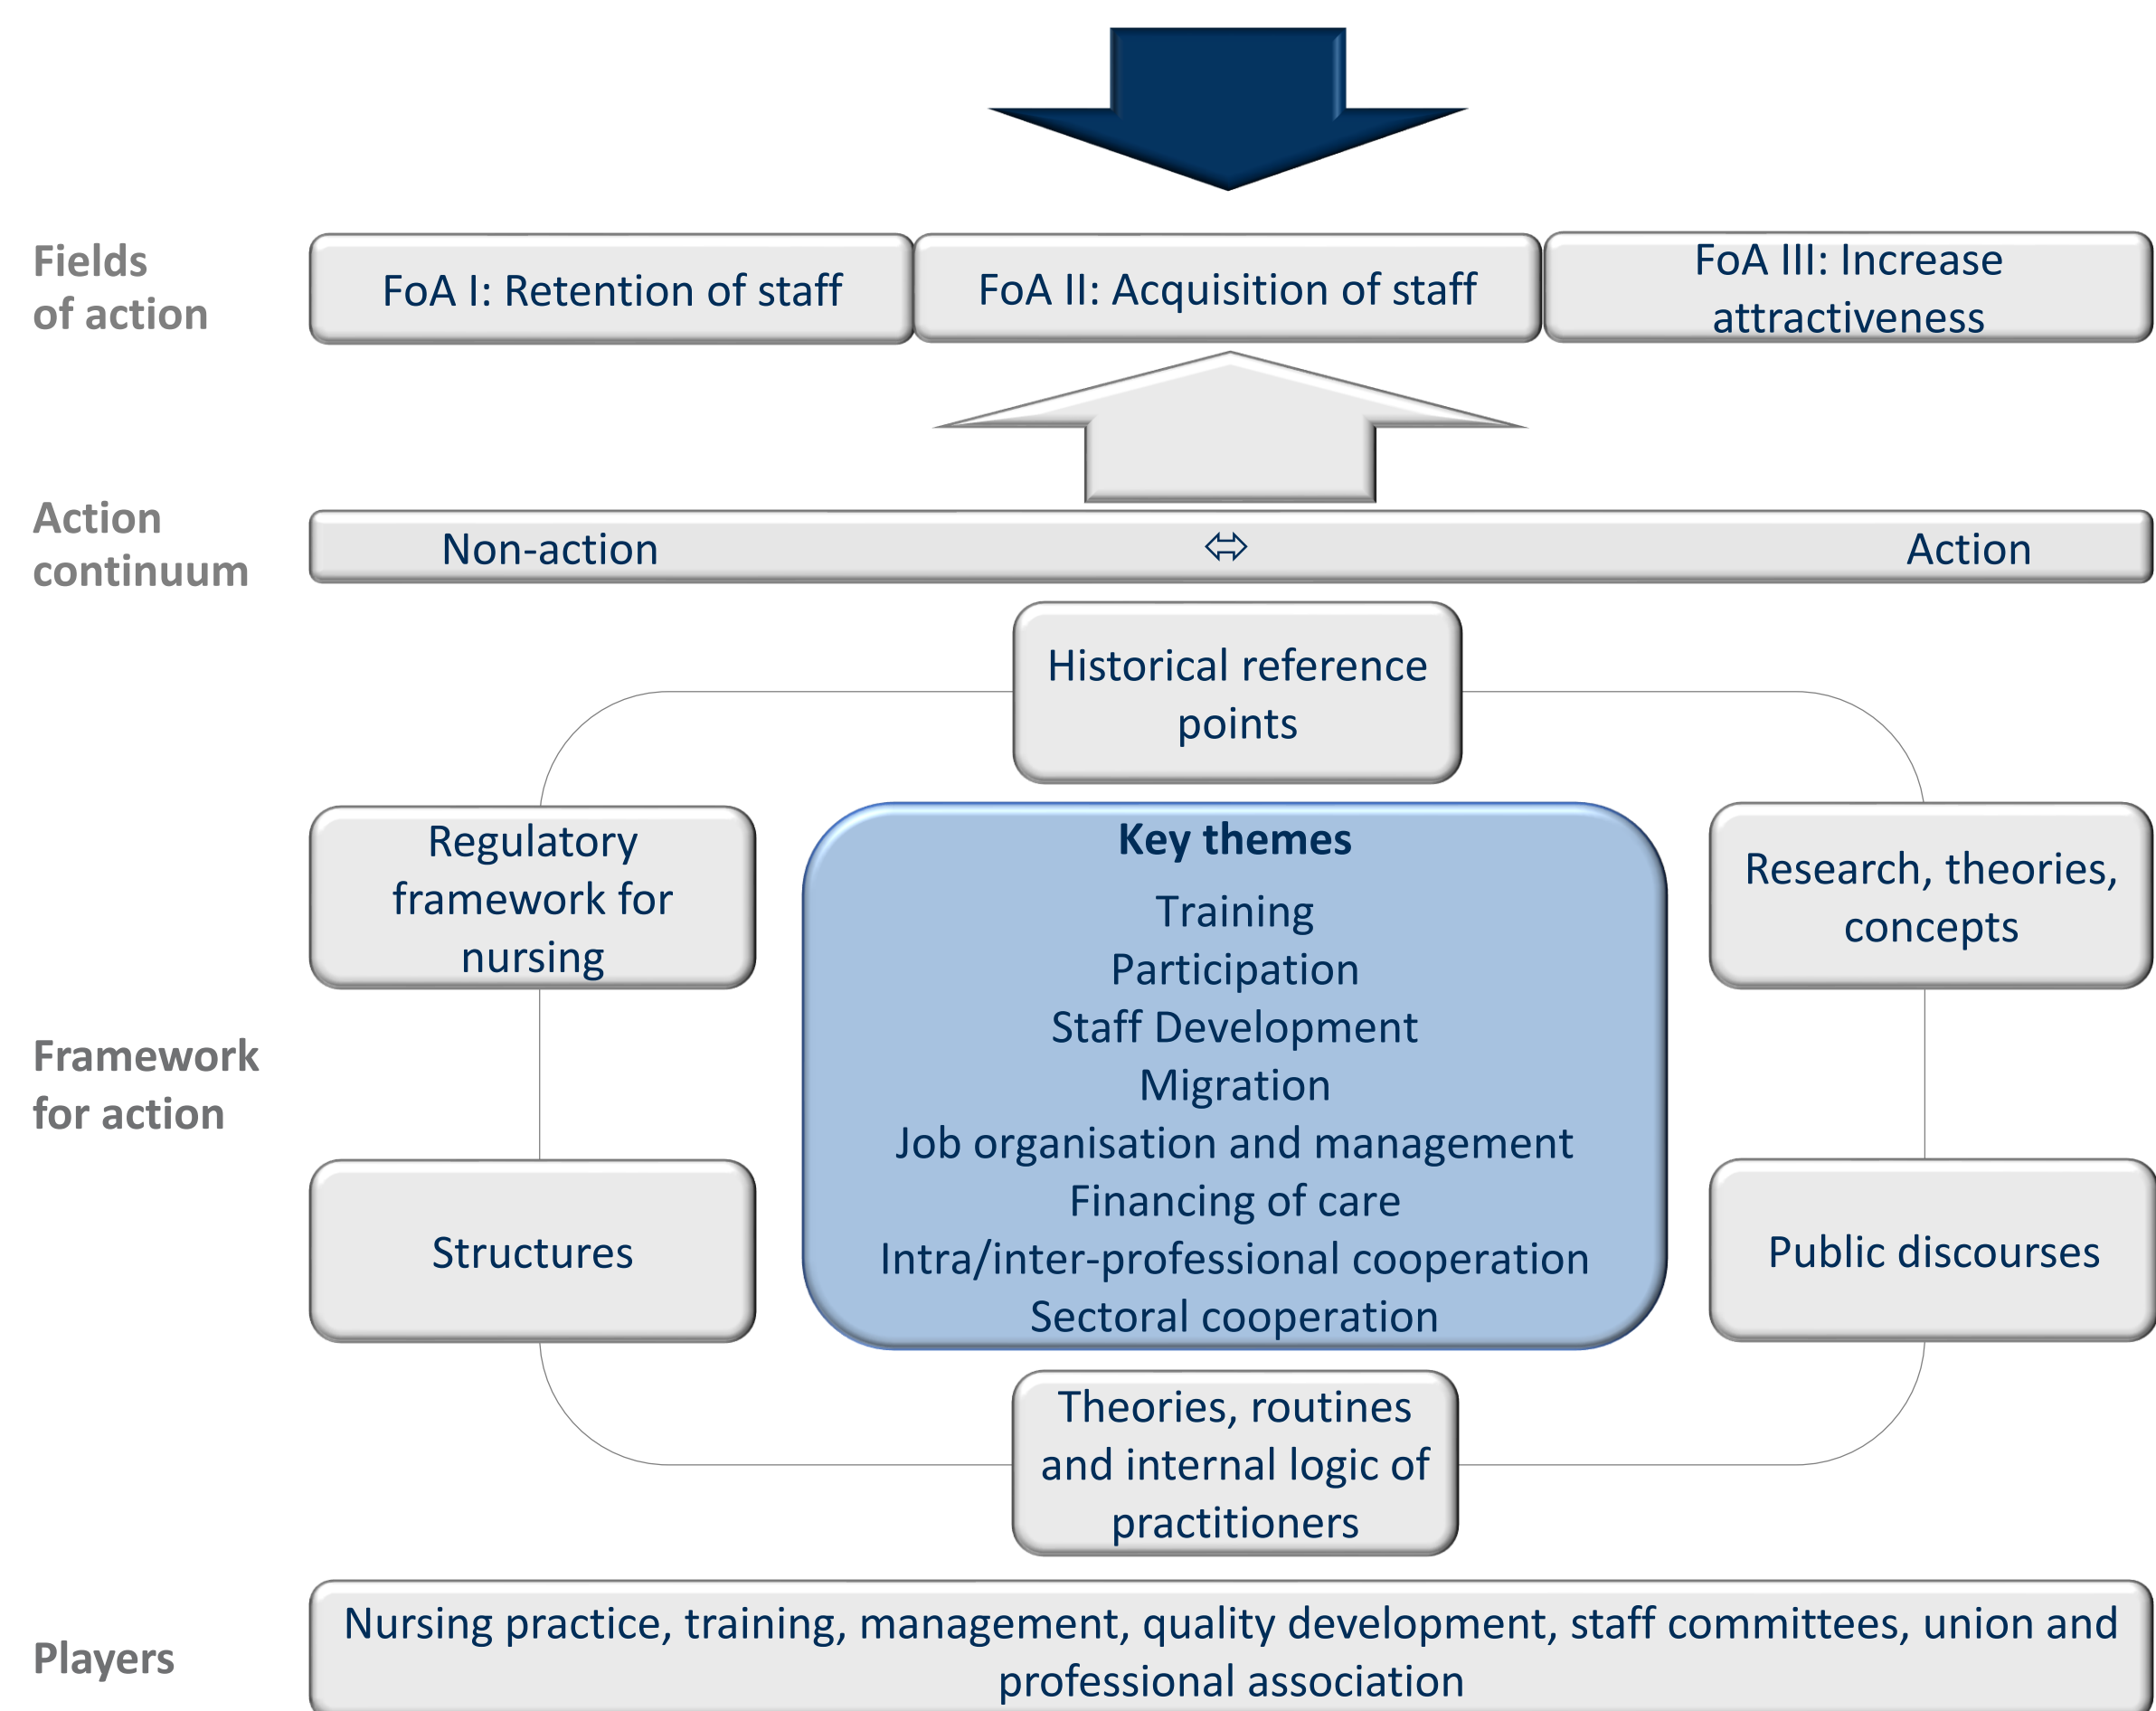 Fields
of action
FoA I: Retention of staff
FoA II: Acquisition of staff
FoA III: Increase
attractiveness
Action
continuum
Non-action
⬄
Action
Historical reference
points
Regulatory
framework for
nursing
Key themes
Training
Participation
Staff Development
Migration
Job organisation and management
Financing of care
Intra/inter-professional cooperation
Sectoral cooperation
Research, theories,
concepts
Framework
for action
Structures
Public discourses
Theories, routines
and internal logic of
practitioners
Players
Nursing practice, training, management, quality development, staff committees, union and
professional association